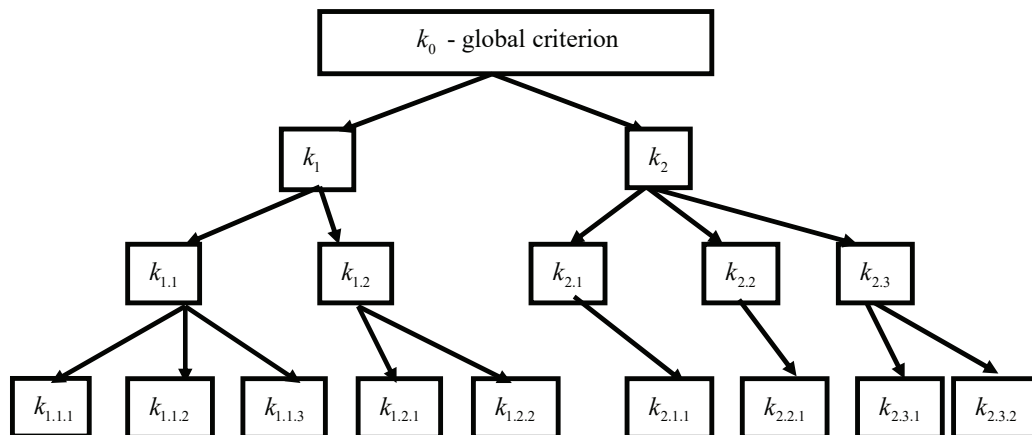 k₀ - global criterion
k₁ k₂
k₁.₁ k₁.₂ k₂.₁ k₂.₂ k₂.₃
k₁.₁.₁ k₁.₁.₂ k₁.₁.₃ k₁.₂.₁ k₁.₂.₂ k₂.₁.₁ k₂.₂.₁ k₂.₃.₁ k₂.₃.₂